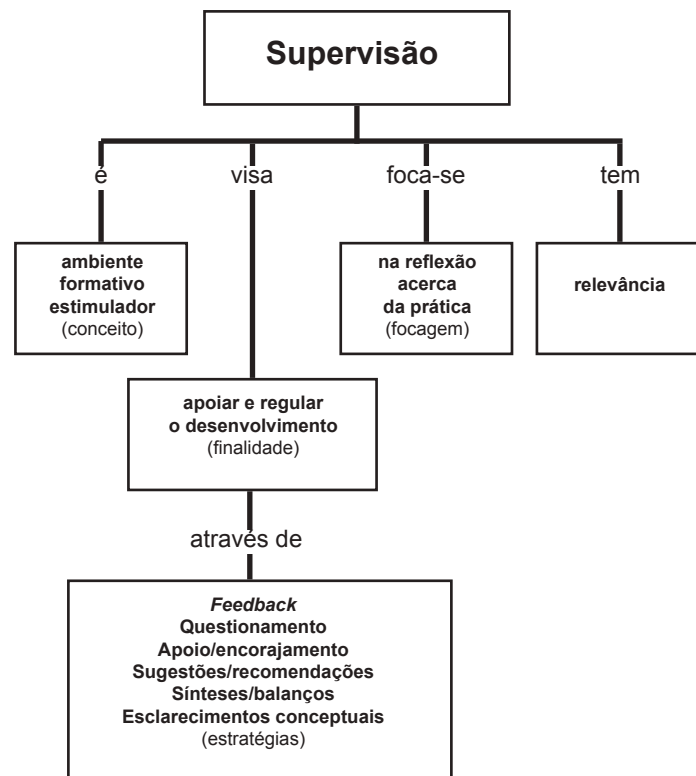 Supervisão
é
visa
foca-se
tem
ambiente
formativo
estimulador
(conceito)
na reflexão
acerca
da prática
(focagem)
relevância
apoiar e regular
o desenvolvimento
(finalidade)
através de
Feedback
Questionamento
Apoio/encorajamento
Sugestões/recomendações
Sínteses/balanços
Esclarecimentos conceptuais
(estratégias)